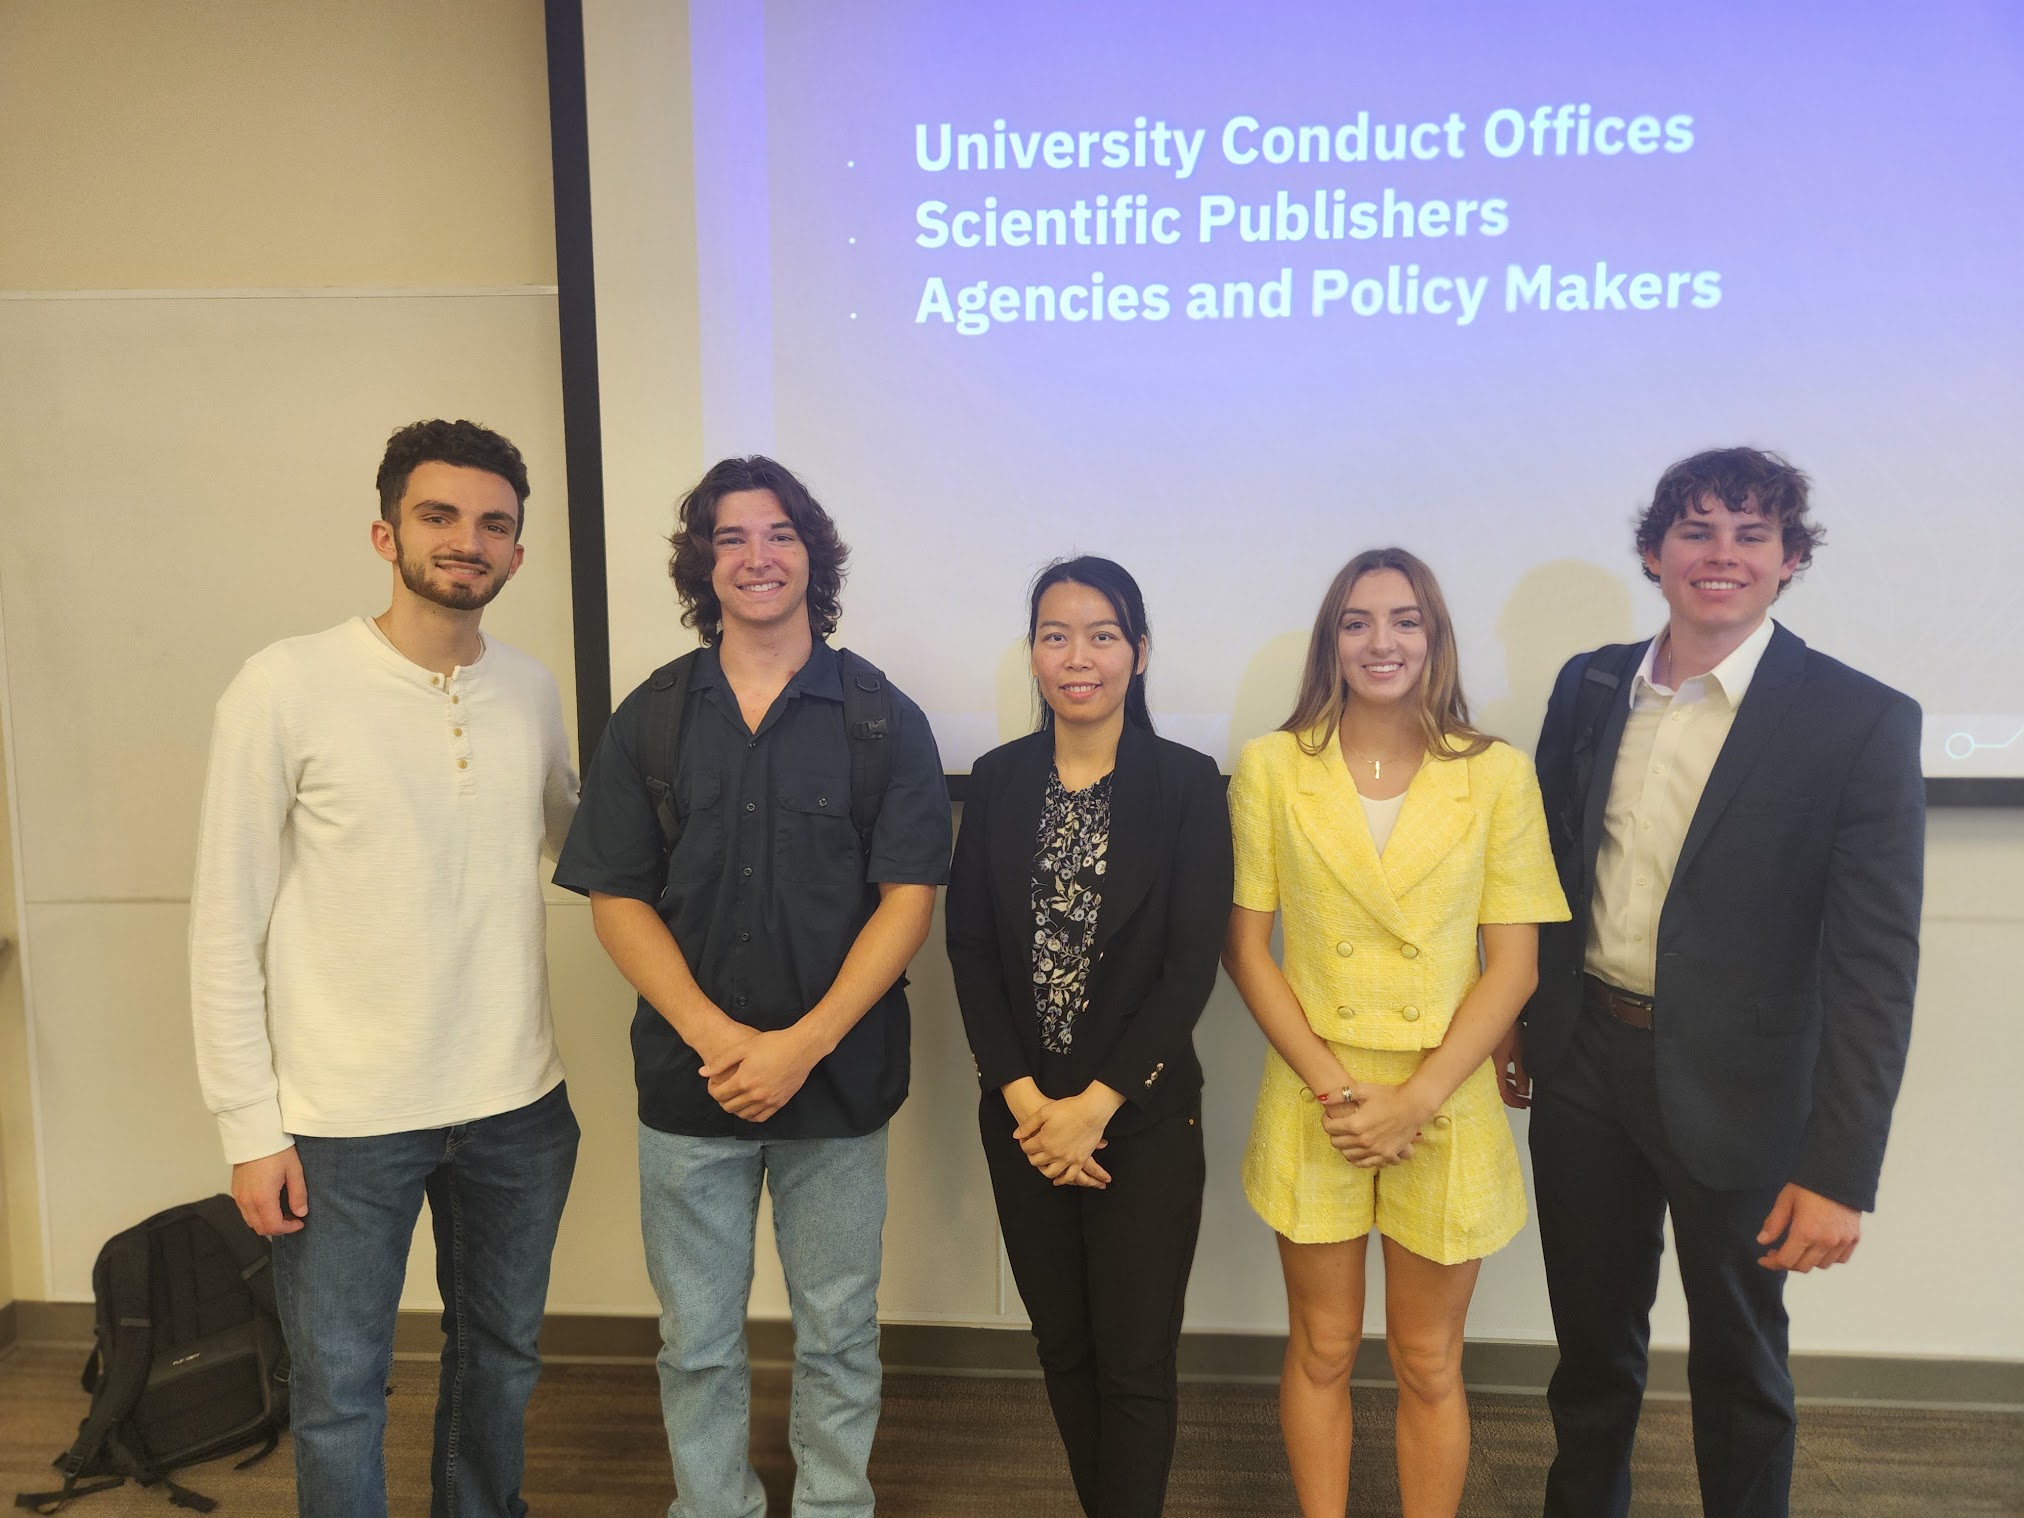 University Conduct Offices
Scientific Publishers
Agencies and Policy Makers